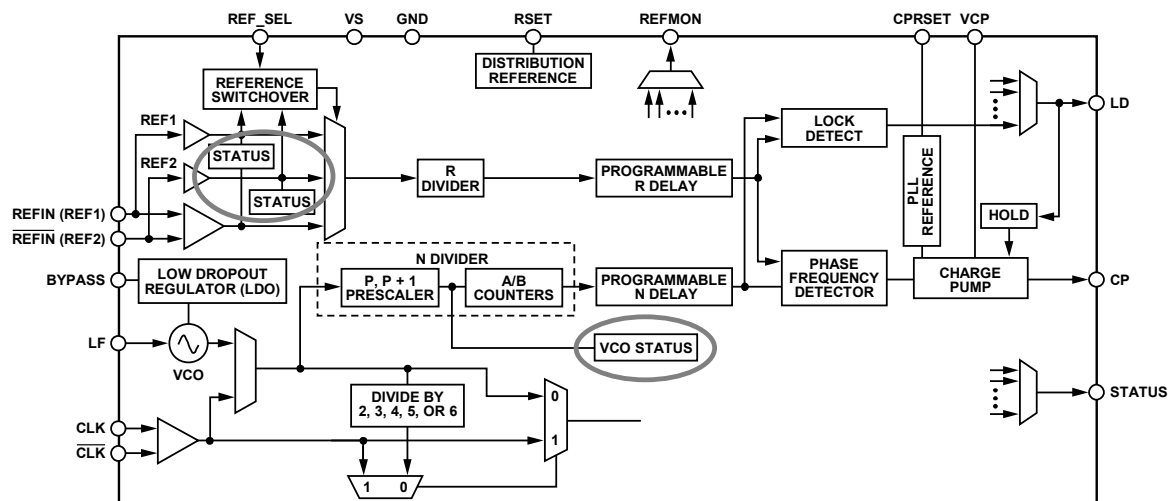 REF_SEL
VS
GND
RSET
REFMON
CPRSET
VCP
REFERENCE
SWITCHOVER
DISTRIBUTION
REFERENCE
LD
REF1
STATUS
REF2
STATUS
R
DIVIDER
PROGRAMMABLE
R DELAY
LOCK
DETECT
PLL
REFERENCE
HOLD
REFIN (REF1)
REFIN (REF2)
BYPASS
LOW DROPOUT
REGULATOR (LDO)
N DIVIDER
P, P + 1
PRESCALER
A/B
COUNTERS
PROGRAMMABLE
N DELAY
PHASE
FREQUENCY
DETECTOR
CHARGE
PUMP
CP
LF
VCO
VCO STATUS
DIVIDE BY
2, 3, 4, 5, OR 6
0
1
STATUS
CLK
CLK
1 0